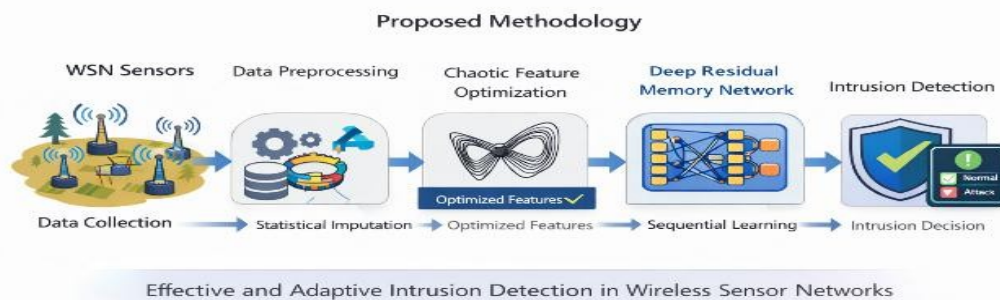 Proposed Methodology
WSN Sensors
Data Preprocessing
Chaotic Feature
Optimization
Deep Residual
Memory Network
Intrusion Detection
Optimized Features
Normal
Attack
Data Collection
Statistical Imputation
Optimized Features
Sequential Learning
Intrusion Decision
Effective and Adaptive Intrusion Detection in Wireless Sensor Networks